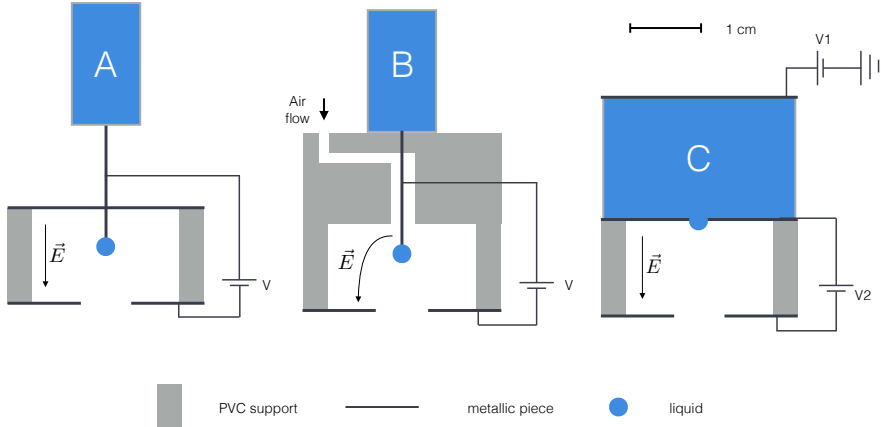 A
B
C
1 cm
V1
Air
flow
E⃗
E⃗
E⃗
V
V
V2
PVC support
metallic piece
liquid